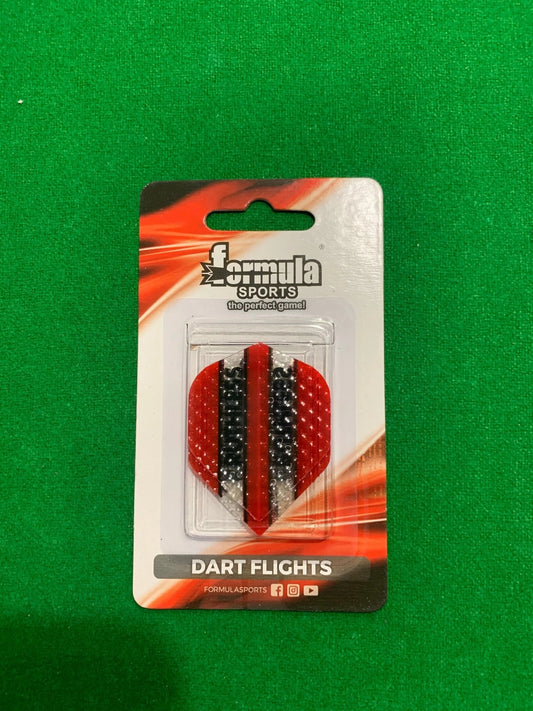 formula®
SPORTS
the perfect game!
DART FLIGHTS
FORMULASPORTS